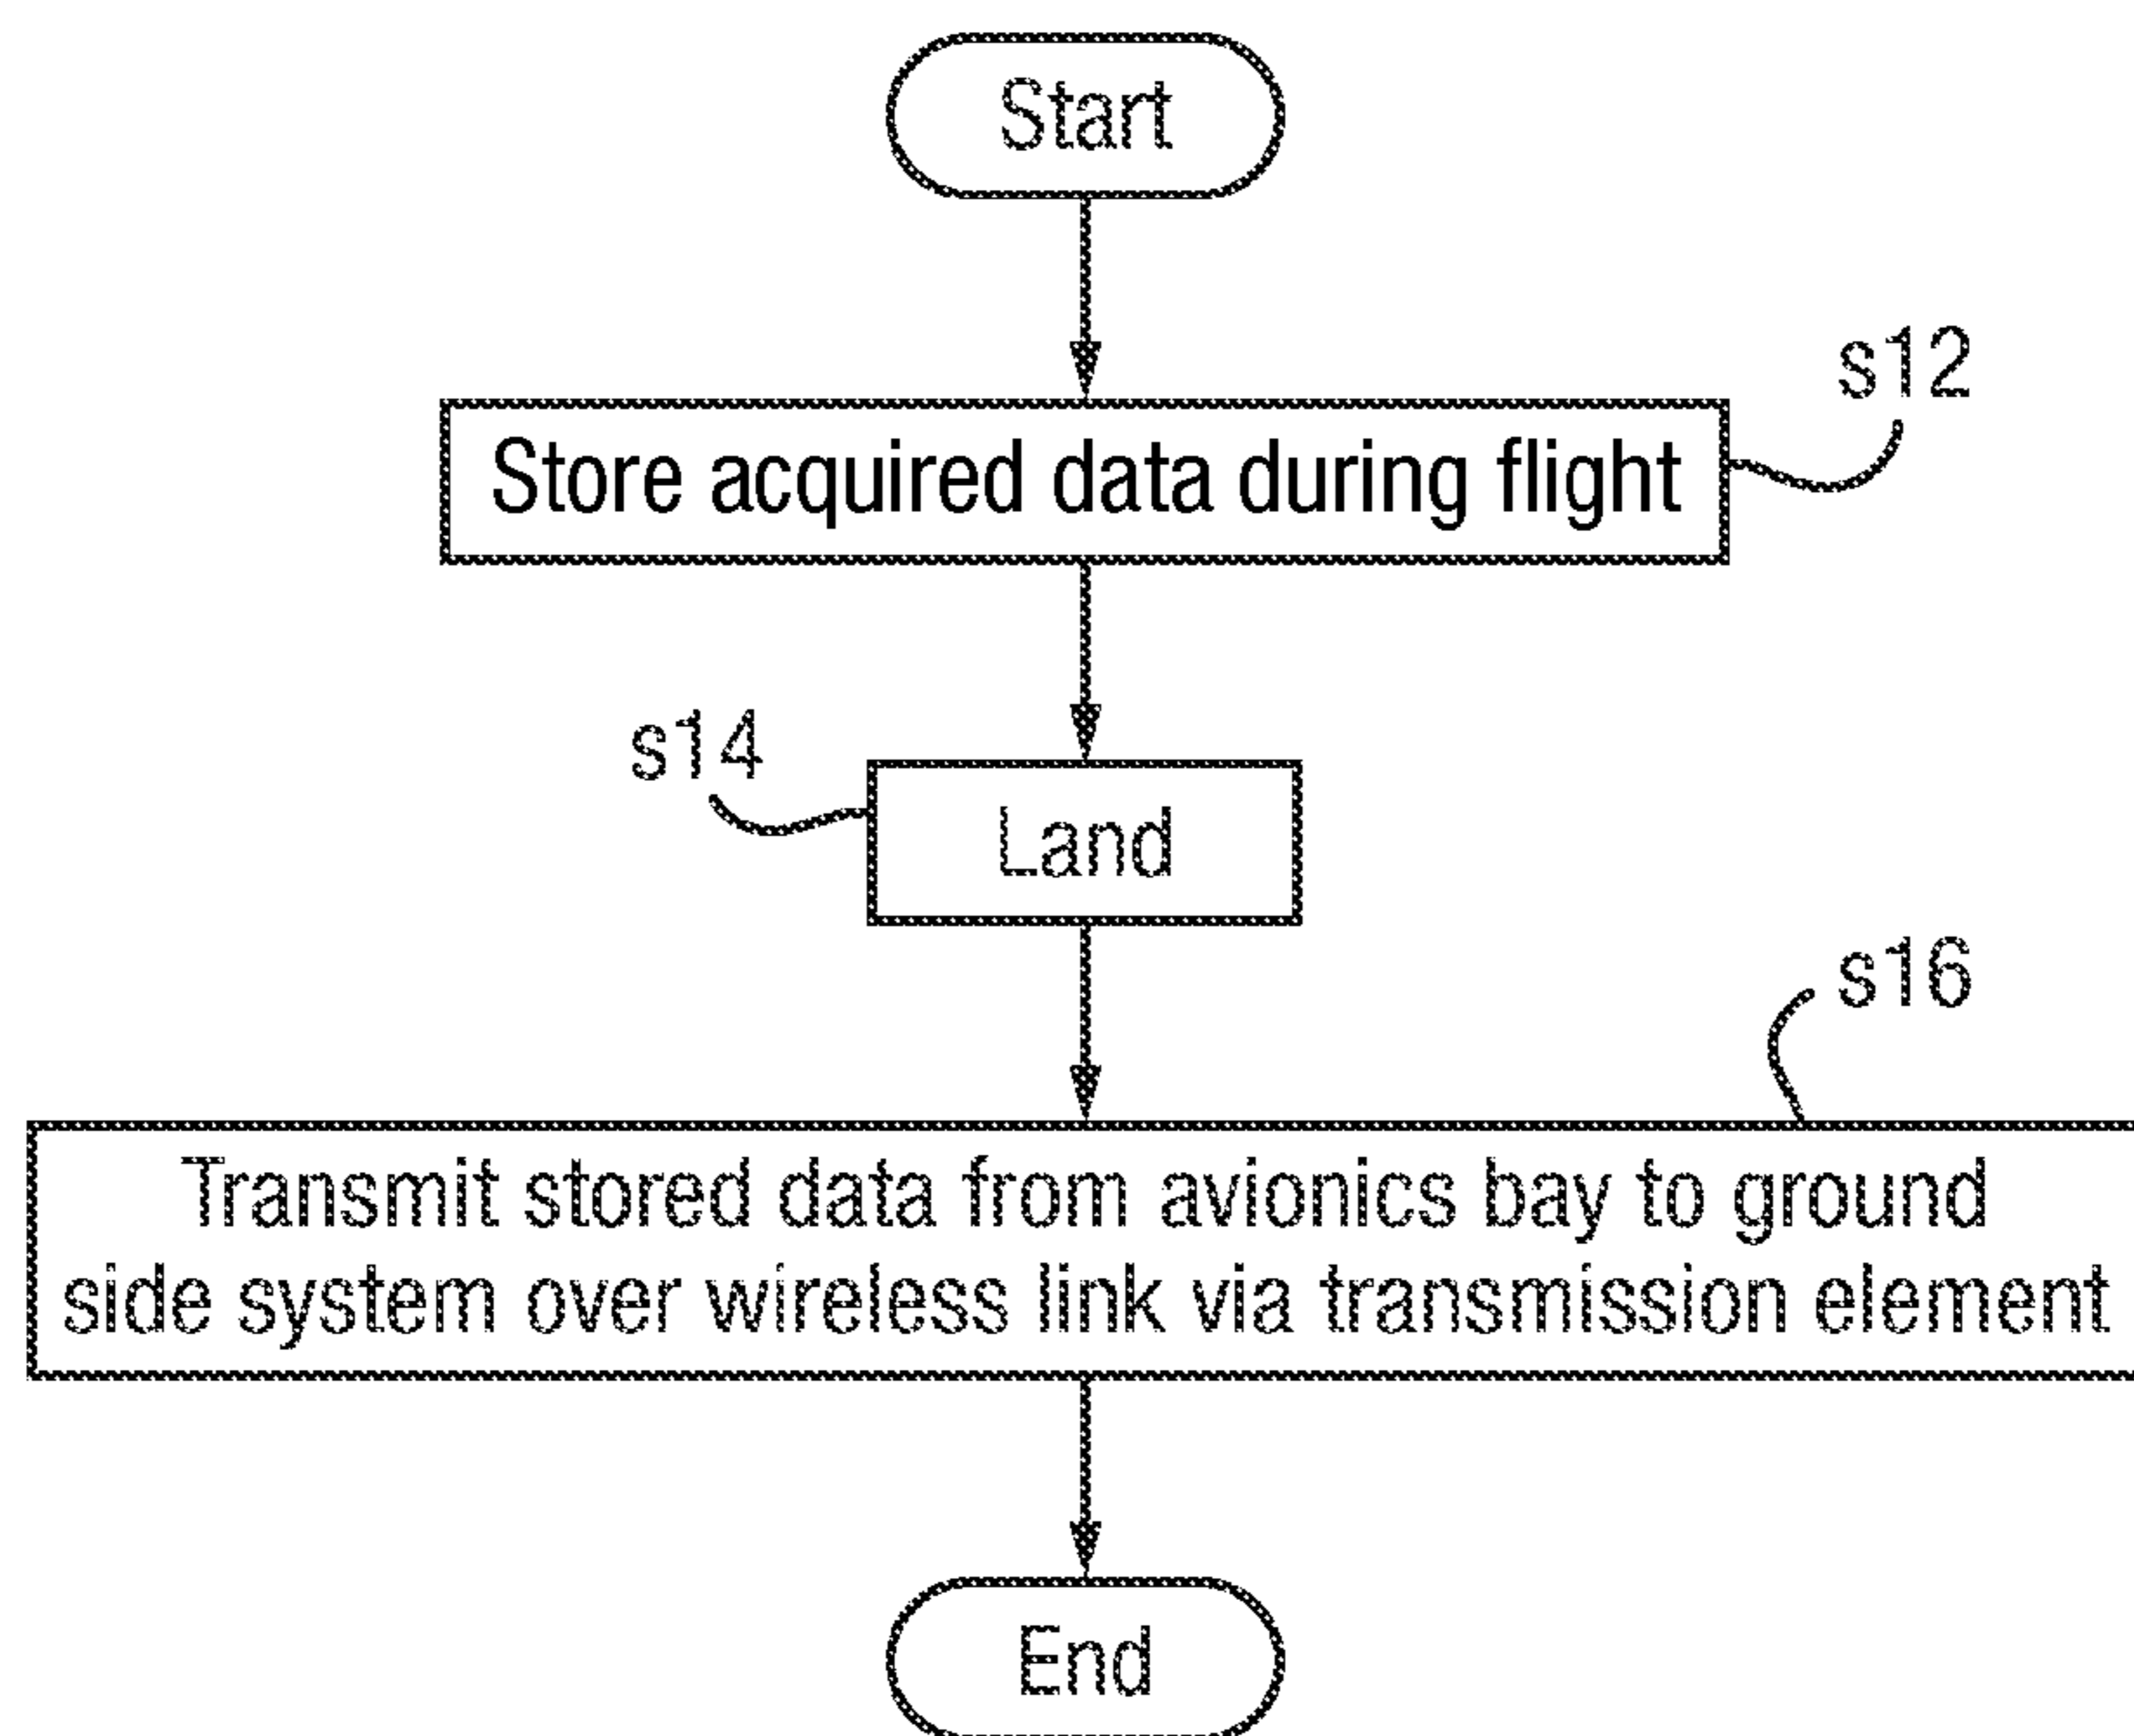 Start
s12
Store acquired data during flight
s14
Land
s16
Transmit stored data from avionics bay to ground
side system over wireless link via transmission element
End